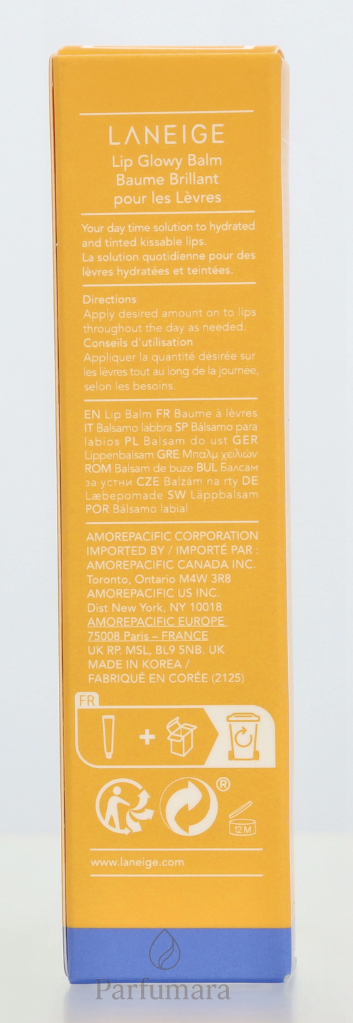 LANEIGE
Lip Glowy Balm
Baume Brillant
pour les Lèvres
Your day time solution to hydrated
and tinted kissable lips.
La solution quotidienne pour des
lèvres hydratées et teintées.
Directions
Apply desired amount on to lips
throughout the day as needed.
Conseils d'utilisation
Appliquer la quantité désirée sur
les lèvres tout au long de la journée,
selon les besoins.
EN Lip Balm FR Baume à lèvres
IT Balsamo labbra SP Bálsamo para
labios PL Balsam do ust GER
Lippenbalsam GRE Μπαλμ χειλιών
ROM Balsam de buze BUL Балсам
за устни CZE Balzám na rty DE
Læbepomade SW Läppbalsam
POR Bálsamo labial
AMOREPACIFIC CORPORATION
IMPORTED BY / IMPORTÉ PAR :
AMOREPACIFIC CANADA INC.
Toronto, Ontario M4W 3R8
AMOREPACIFIC US INC.
Dist New York, NY 10018
AMOREPACIFIC EUROPE
75008 Paris – FRANCE
UK RP. MSL, BL9 5NB. UK
MADE IN KOREA /
FABRIQUÉ EN CORÉE (2125)
FR
+
®
12 M
www.laneige.com
Parfumara